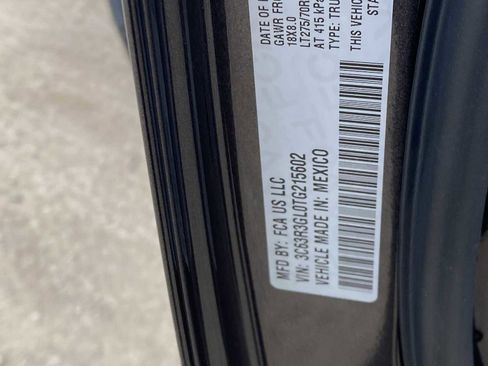 DATE OF
GAWR FR
18X8.0
LT275/70R
AT 415 kPa
TYPE: TRU
THIS VEHIC
STA
MFD BY: FCA US LLC
VIN: 3C63R3GL0TG215602
VEHICLE MADE IN: MEXICO